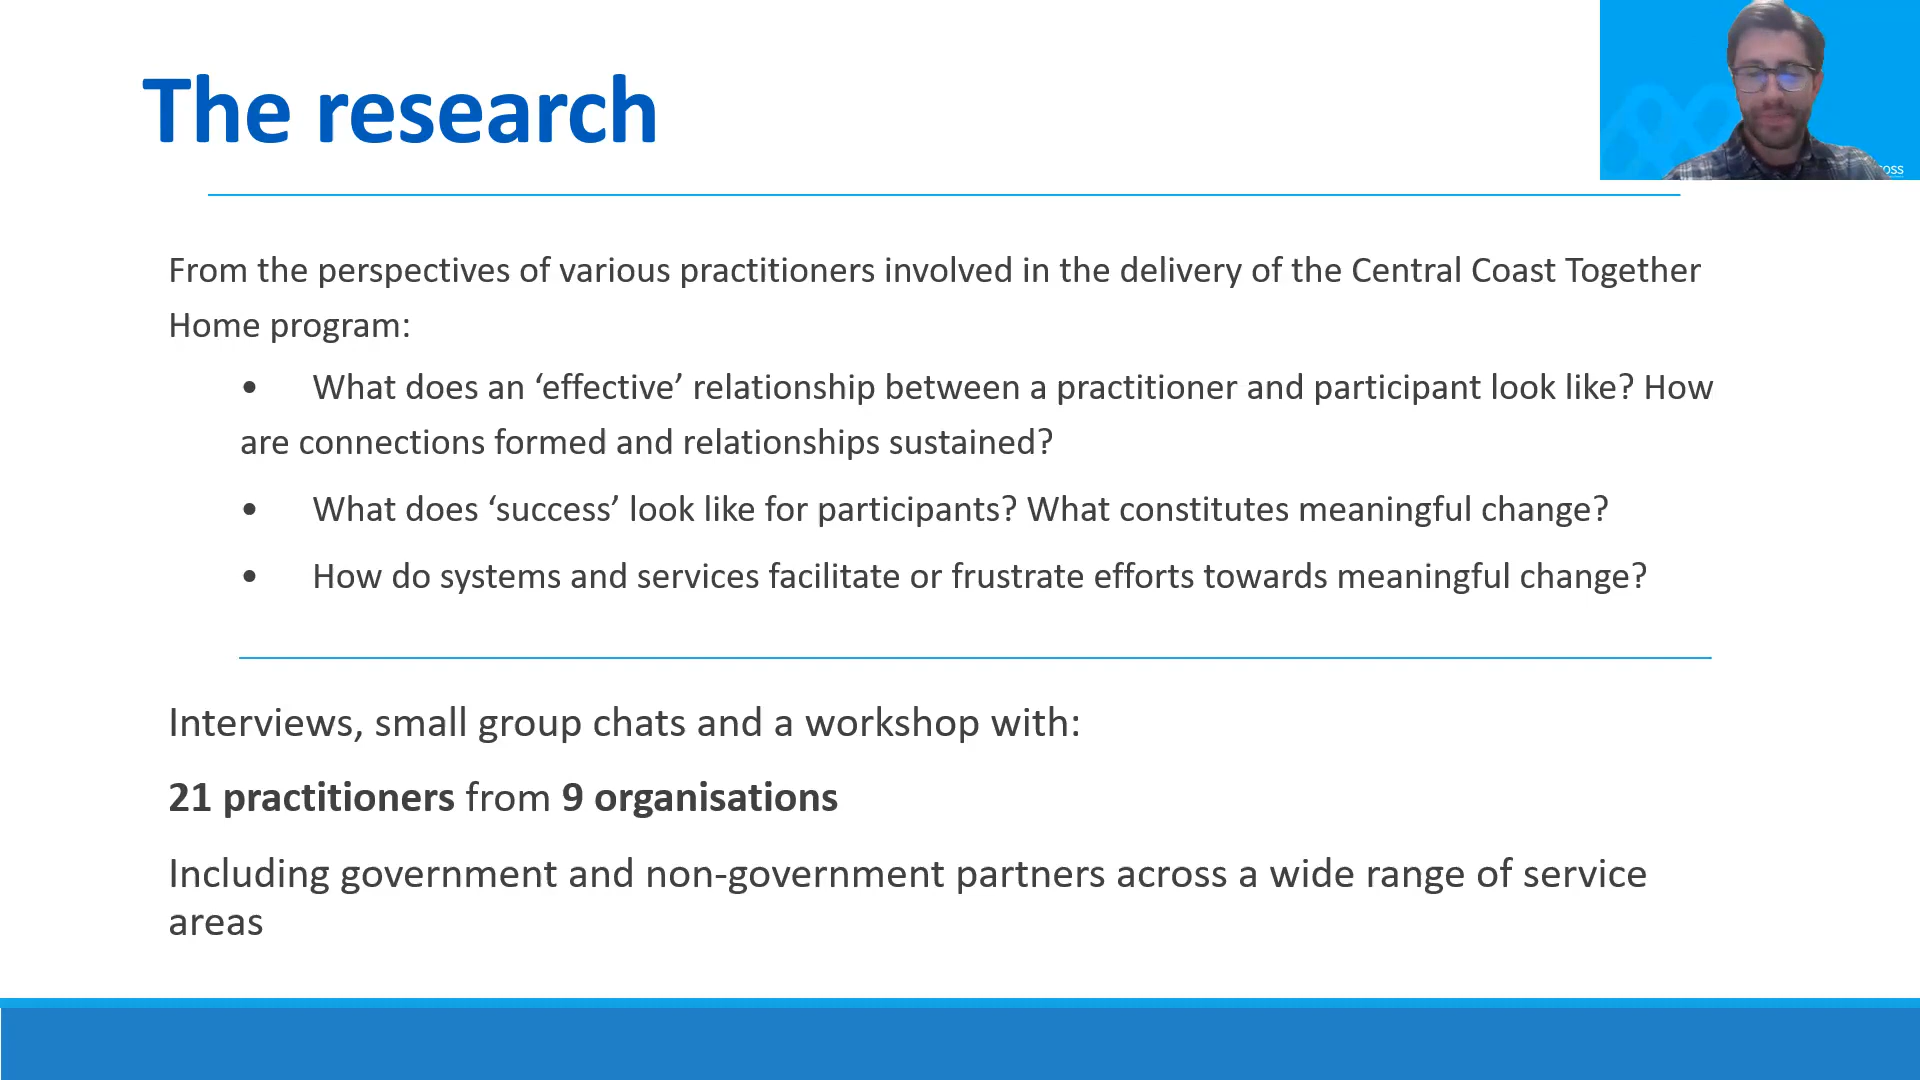 The research
From the perspectives of various practitioners involved in the delivery of the Central Coast Together
Home program:
• What does an ‘effective’ relationship between a practitioner and participant look like? How
are connections formed and relationships sustained?
• What does ‘success’ look like for participants? What constitutes meaningful change?
• How do systems and services facilitate or frustrate efforts towards meaningful change?
Interviews, small group chats and a workshop with:
21 practitioners from 9 organisations
Including government and non-government partners across a wide range of service
areas